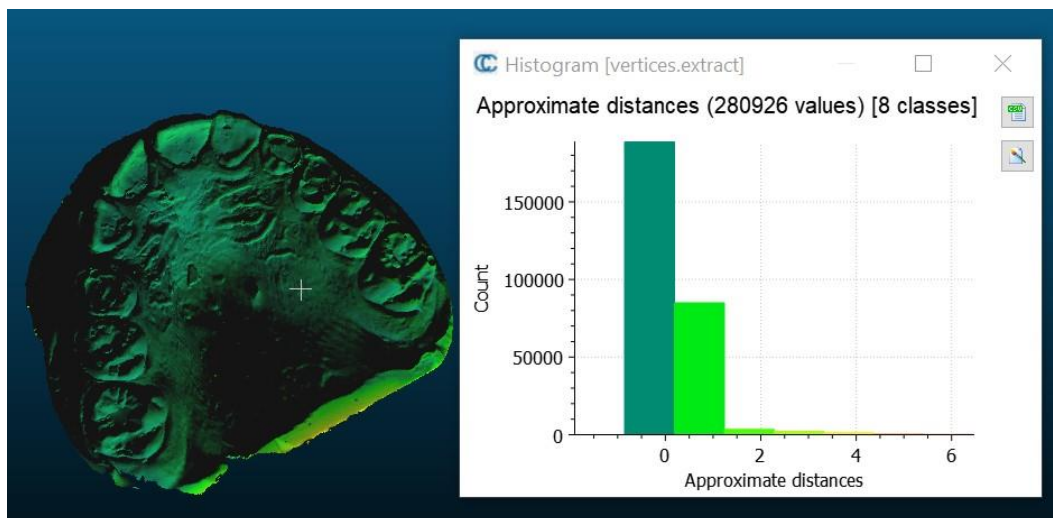 Histogram [vertices.extract]
Approximate distances (280926 values) [8 classes]
CSV
150000
100000
50000
0
Count
0 2 4 6
Approximate distances